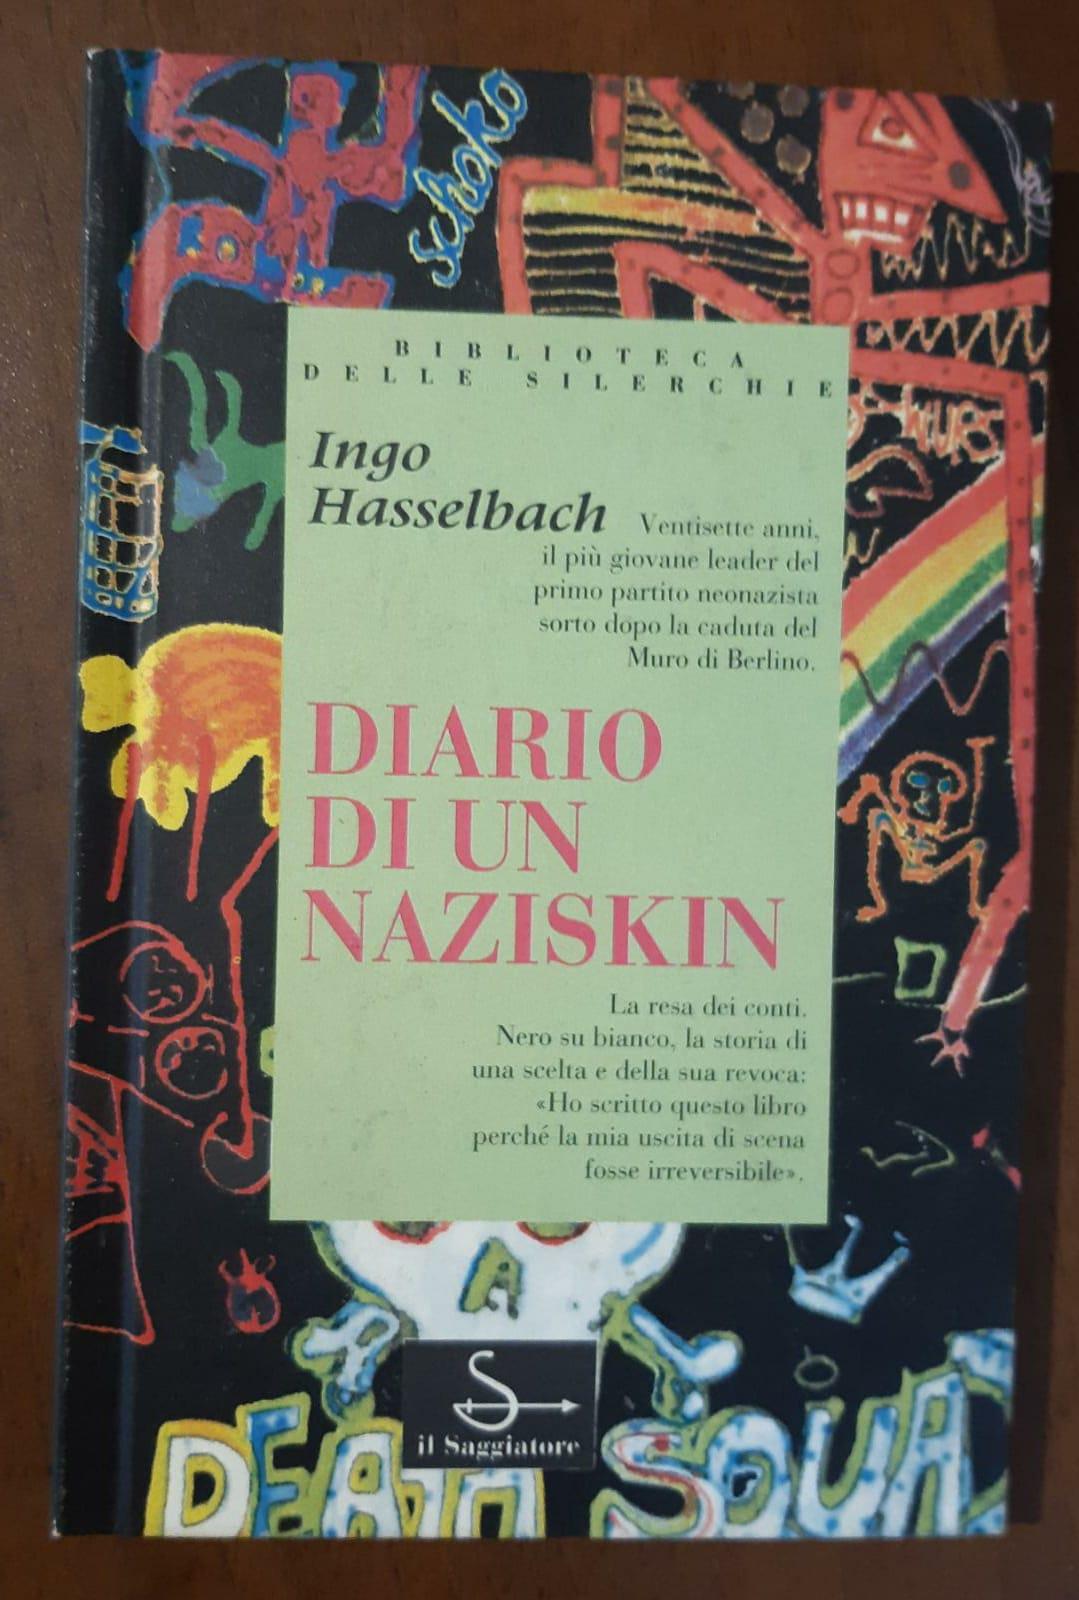 schoko
BIBLIOTECA
DELLE SILERCHIE
Ingo
Hasselbach
Ventisette anni,
il più giovane leader del
primo partito neonazista
sorto dopo la caduta del
Muro di Berlino.
DIARIO
DI UN
NAZISKIN
La resa dei conti.
Nero su bianco, la storia di
una scelta e della sua revoca:
«Ho scritto questo libro
perché la mia uscita di scena
fosse irreversibile».
A
S
il Saggiatore
DEATH SQUA